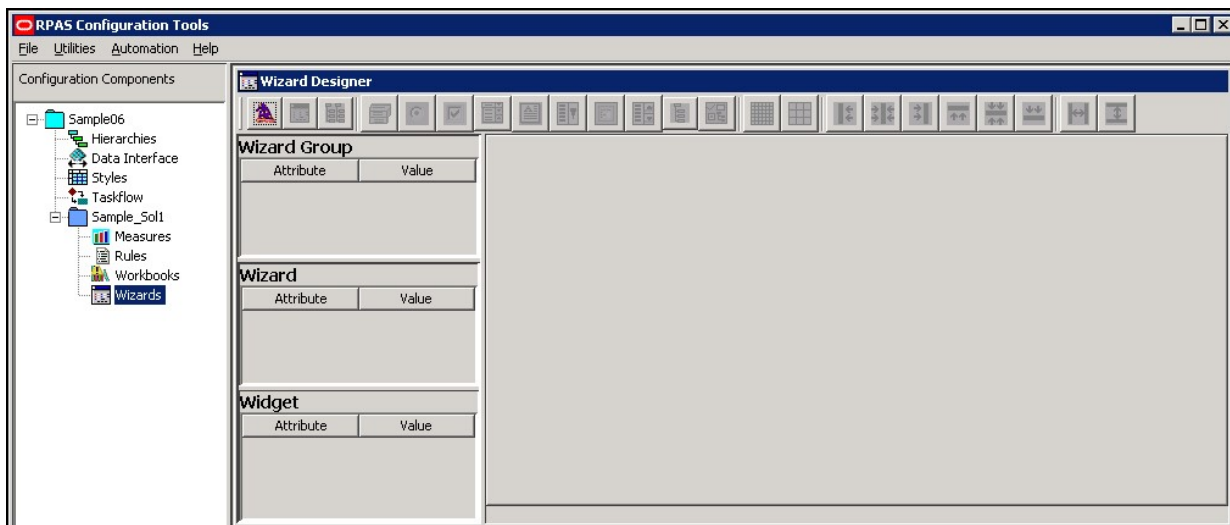 RPAS Configuration Tools
File Utilities Automation Help
Configuration Components
Sample06
Hierarchies
Data Interface
Styles
Taskflow
Sample_Sol1
Measures
Rules
Workbooks
Wizards
Wizard Designer
Wizard Group
Attribute Value
Wizard
Attribute Value
Widget
Attribute Value